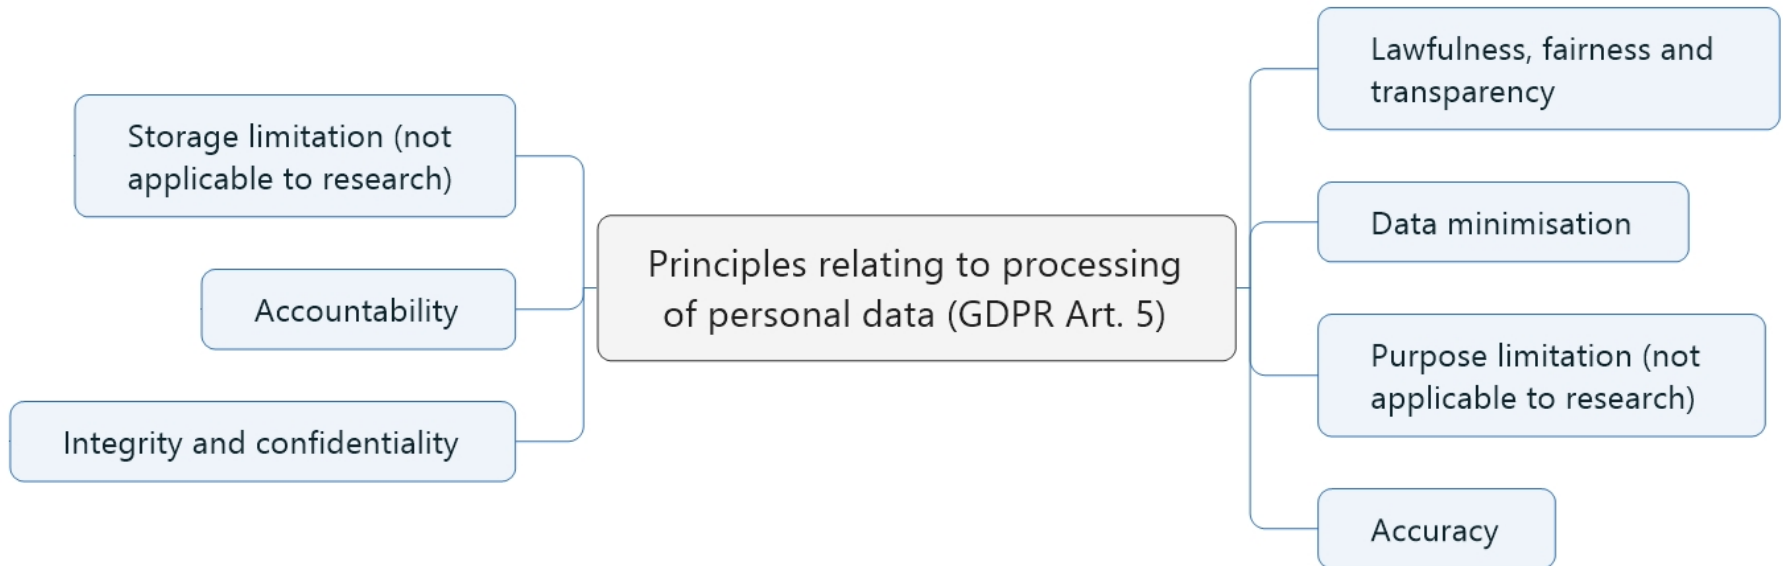 Principles relating to processing
of personal data (GDPR Art. 5)
Lawfulness, fairness and
transparency
Data minimisation
Purpose limitation (not
applicable to research)
Accuracy
Storage limitation (not
applicable to research)
Accountability
Integrity and confidentiality